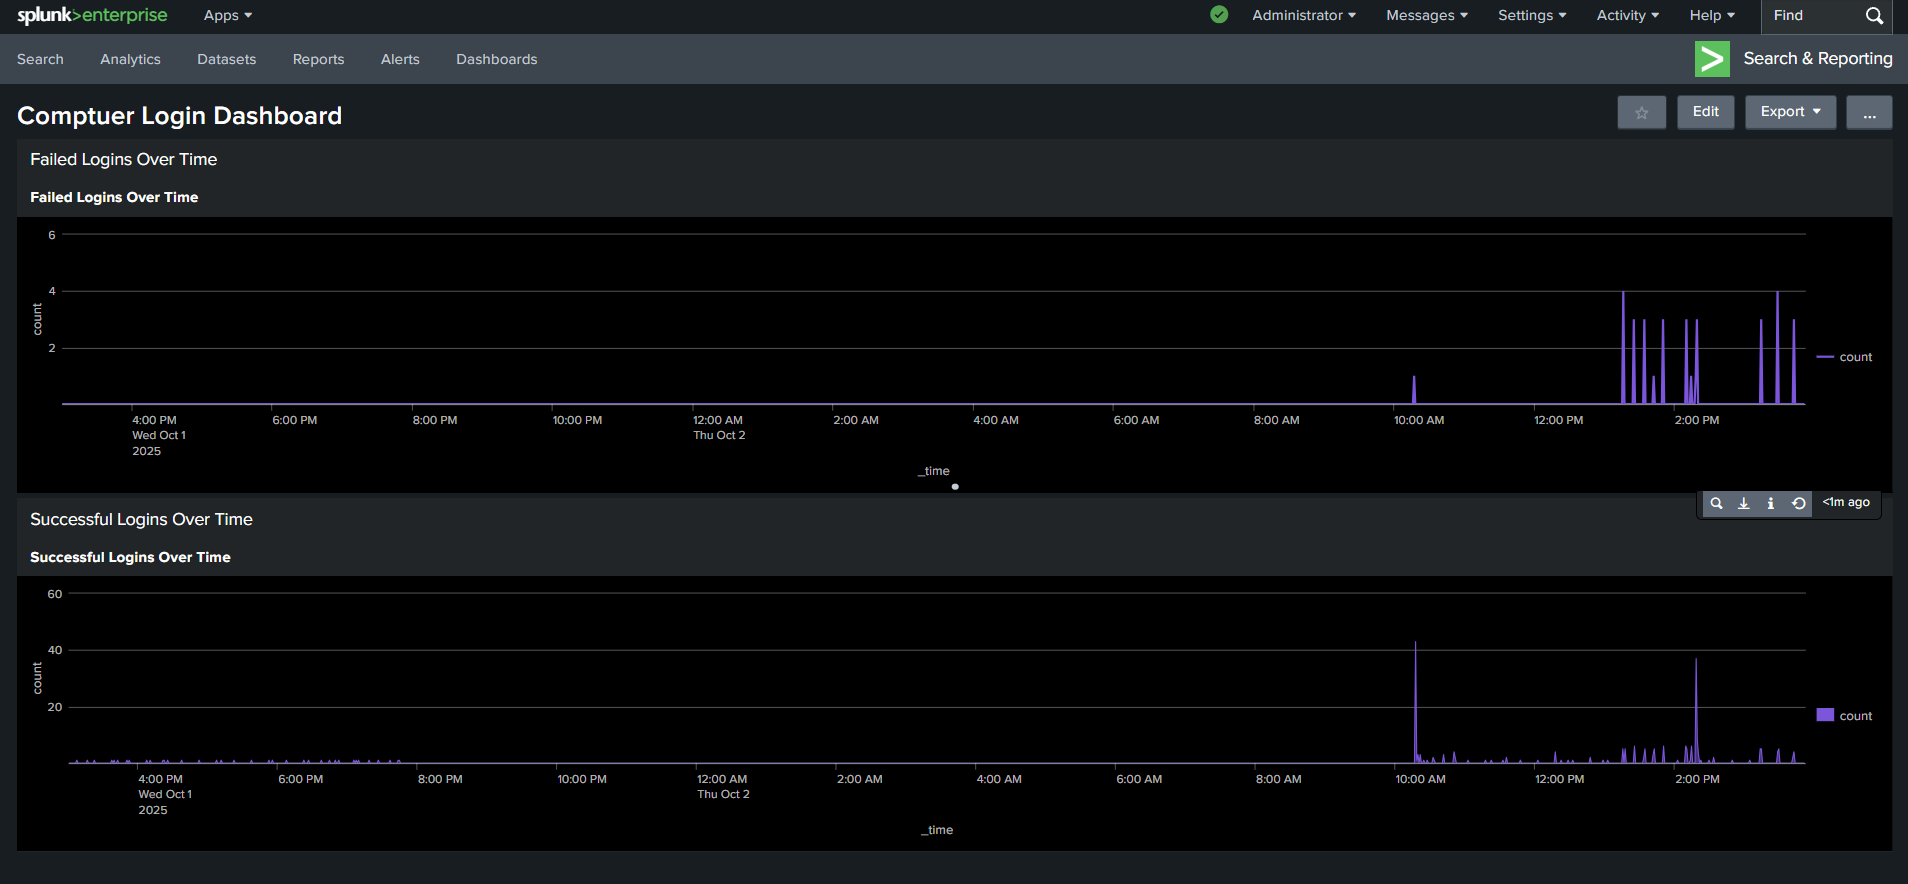 splunk>enterprise Apps Administrator Messages Settings Activity Help Find
Search Analytics Datasets Reports Alerts Dashboards Search & Reporting
Comptuer Login Dashboard Edit Export ...
Failed Logins Over Time
Failed Logins Over Time
6
4
2
count
count
4:00 PM 6:00 PM 8:00 PM 10:00 PM 12:00 AM 2:00 AM 4:00 AM 6:00 AM 8:00 AM 10:00 AM 12:00 PM 2:00 PM
Wed Oct 1 Thu Oct 2
2025
_time
<1m ago
Successful Logins Over Time
Successful Logins Over Time
60
40
20
count
count
4:00 PM 6:00 PM 8:00 PM 10:00 PM 12:00 AM 2:00 AM 4:00 AM 6:00 AM 8:00 AM 10:00 AM 12:00 PM 2:00 PM
Wed Oct 1 Thu Oct 2
2025
_time